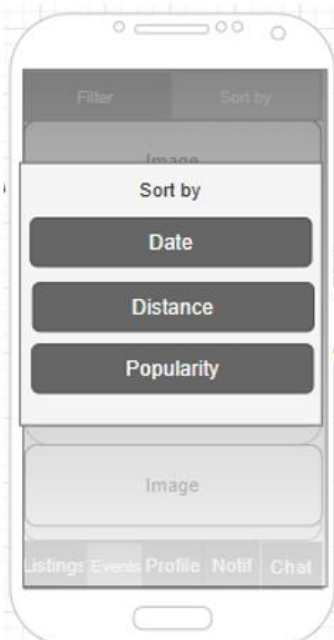 Filter Sort by
Image
Sort by
Date
Distance
Popularity
Image
Listings Events Profile Notif Chat